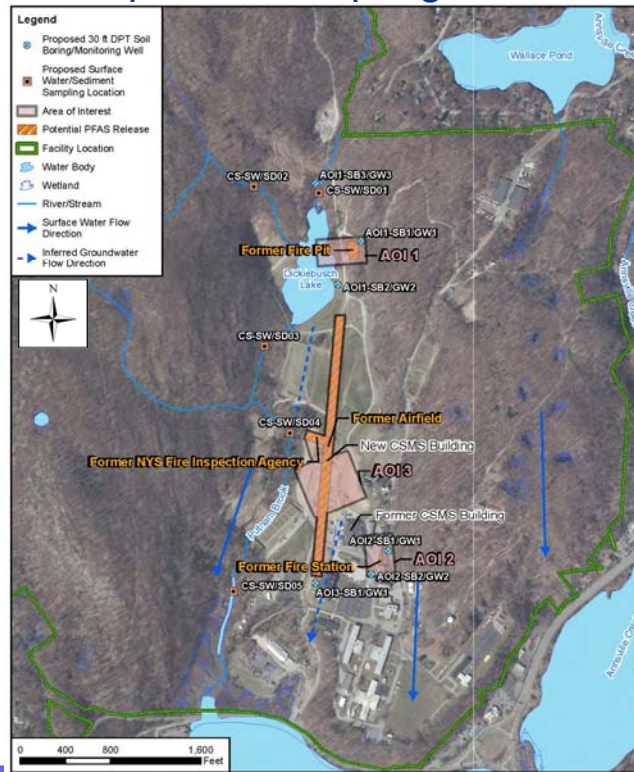 Legend
Proposed 30 ft DPT Soil
Boring/Monitoring Well
Proposed Surface
Water/Sediment
Sampling Location
Area of Interest
Potential PFAS Release
Facility Location
Water Body
Wetland
River/Stream
Surface Water Flow
Direction
Inferred Groundwater
Flow Direction
N
Wallace Pond
CS-SW/SD02
AOI1-SB3/GW3
CS-SW/SD01
AOI1-SB1/GW1
Former Fire Pit
AOI 1
Dickiebusch
Lake
AOI1-SB2/GW2
CS-SW/SD03
CS-SW/SD04
Former Airfield
New CSMS Building
Former NYS Fire Inspection Agency
AOI 3
Putnam Brook
Former CSMS Building
AOI2-SB1/GW1
Former Fire Station
AOI 2
AOI2-SB2/GW2
CS-SW/SD05
AOI3-SB1/GW1
0 400 800 1,600
Feet